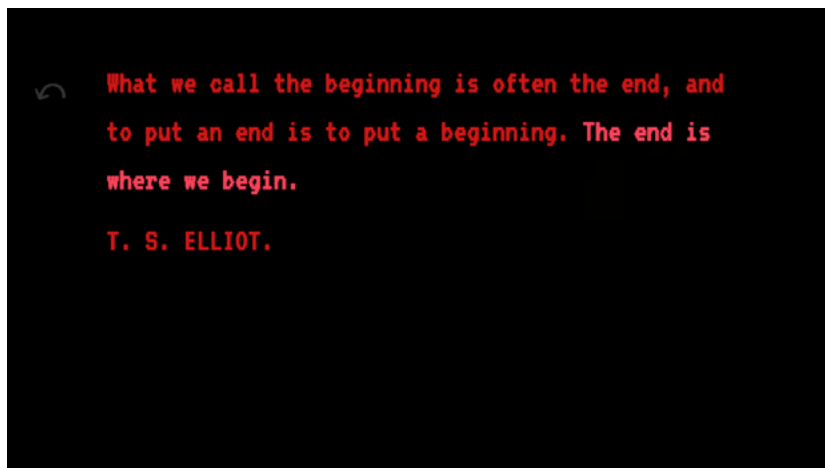 What we call the beginning is often the end, and
to put an end is to put a beginning. The end is
where we begin.
T. S. ELLIOT.